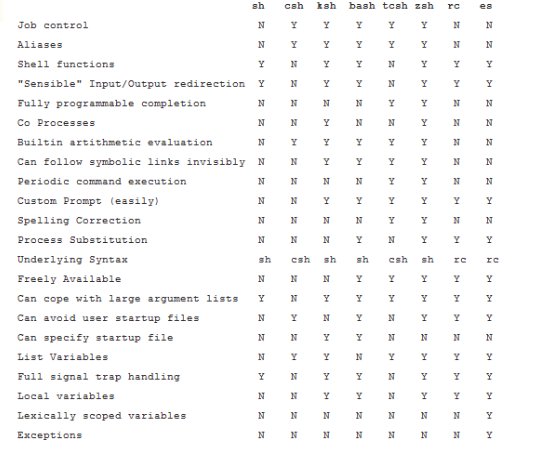 sh csh ksh bash tcsh zsh rc es
Job control N Y Y Y Y Y N N
Aliases N Y Y Y Y Y N N
Shell functions Y N Y Y N Y Y Y
"Sensible" Input/Output redirection Y N Y Y N Y Y Y
Fully programmable completion N N N N Y Y N N
Co Processes N N Y N N Y N N
Builtin artithmetic evaluation N Y Y Y Y Y N N
Can follow symbolic links invisibly N N Y Y Y Y N N
Periodic command execution N N N N Y Y N N
Custom Prompt (easily) N N Y Y Y Y Y Y
Spelling Correction N N N N Y Y N N
Process Substitution N N N Y N Y Y Y
Underlying Syntax sh csh sh sh csh sh rc rc
Freely Available N N N Y Y Y Y Y
Can cope with large argument lists Y N Y Y Y Y Y Y
Can avoid user startup files N Y N Y N Y Y Y
Can specify startup file N N Y Y N N N N
List Variables N Y Y N Y Y Y Y
Full signal trap handling Y N Y Y N Y Y Y
Local variables N N Y Y N Y Y Y
Lexically scoped variables N N N N N N N Y
Exceptions N N N N N N N Y